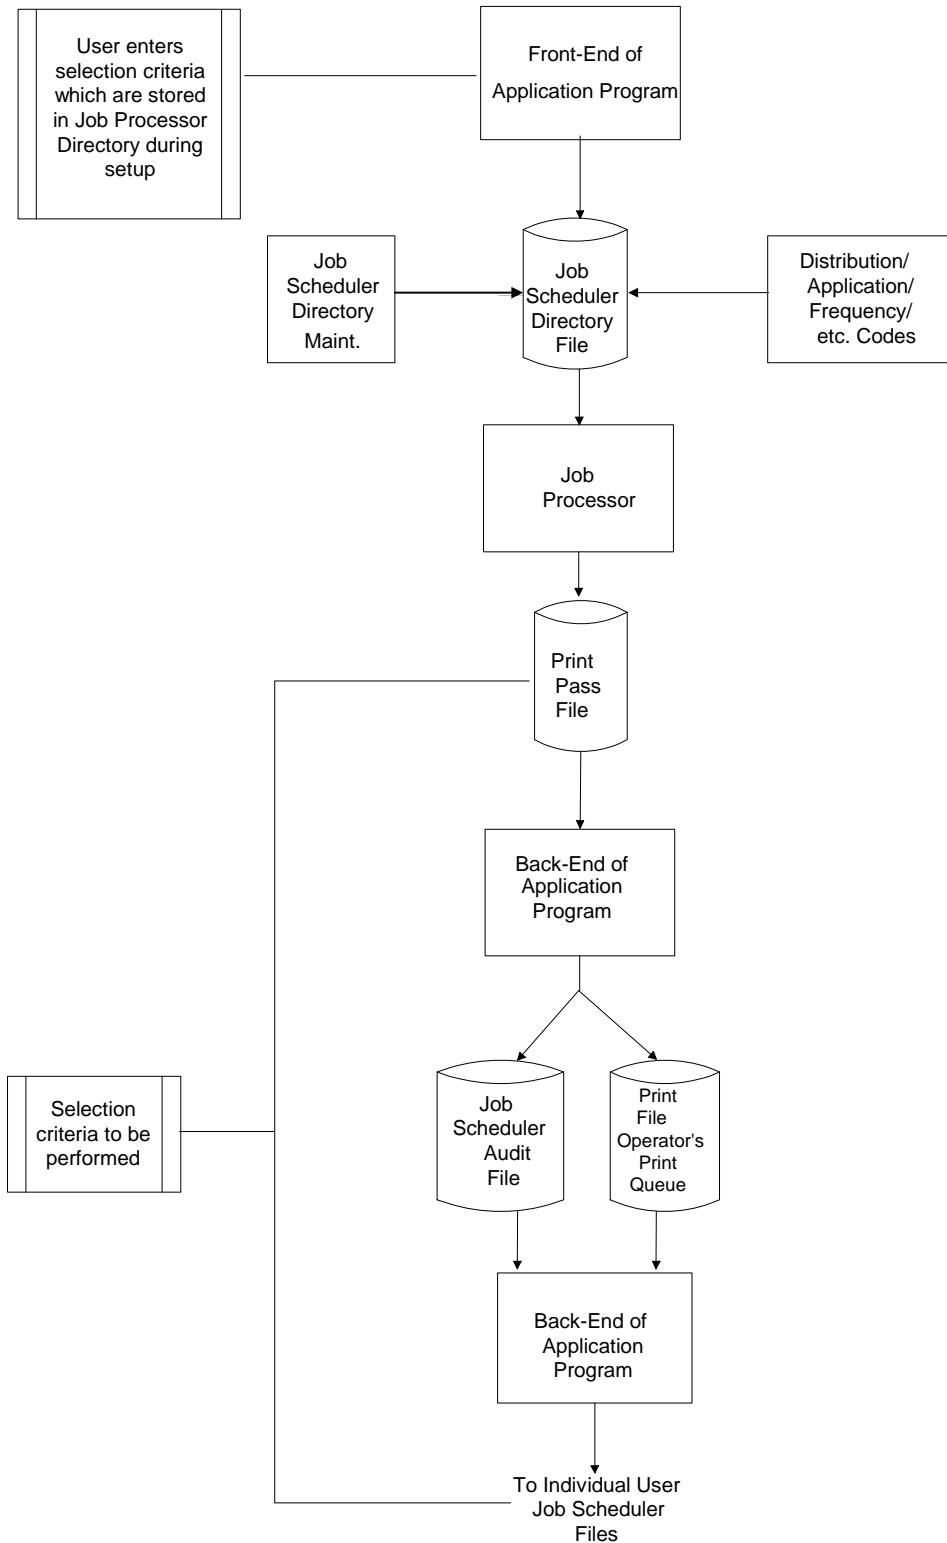 User enters
selection criteria
which are stored
in Job Processor
Directory during
setup
Front-End of
Application Program
Job
Scheduler
Directory
Maint.
Job
Scheduler
Directory
File
Distribution/
Application/
Frequency/
etc. Codes
Job
Processor
Print
Pass
File
Back-End of
Application
Program
Selection
criteria to be
performed
Job
Scheduler
Audit
File
Print
File
Operator's
Print
Queue
Back-End of
Application
Program
To Individual User
Job Scheduler
Files